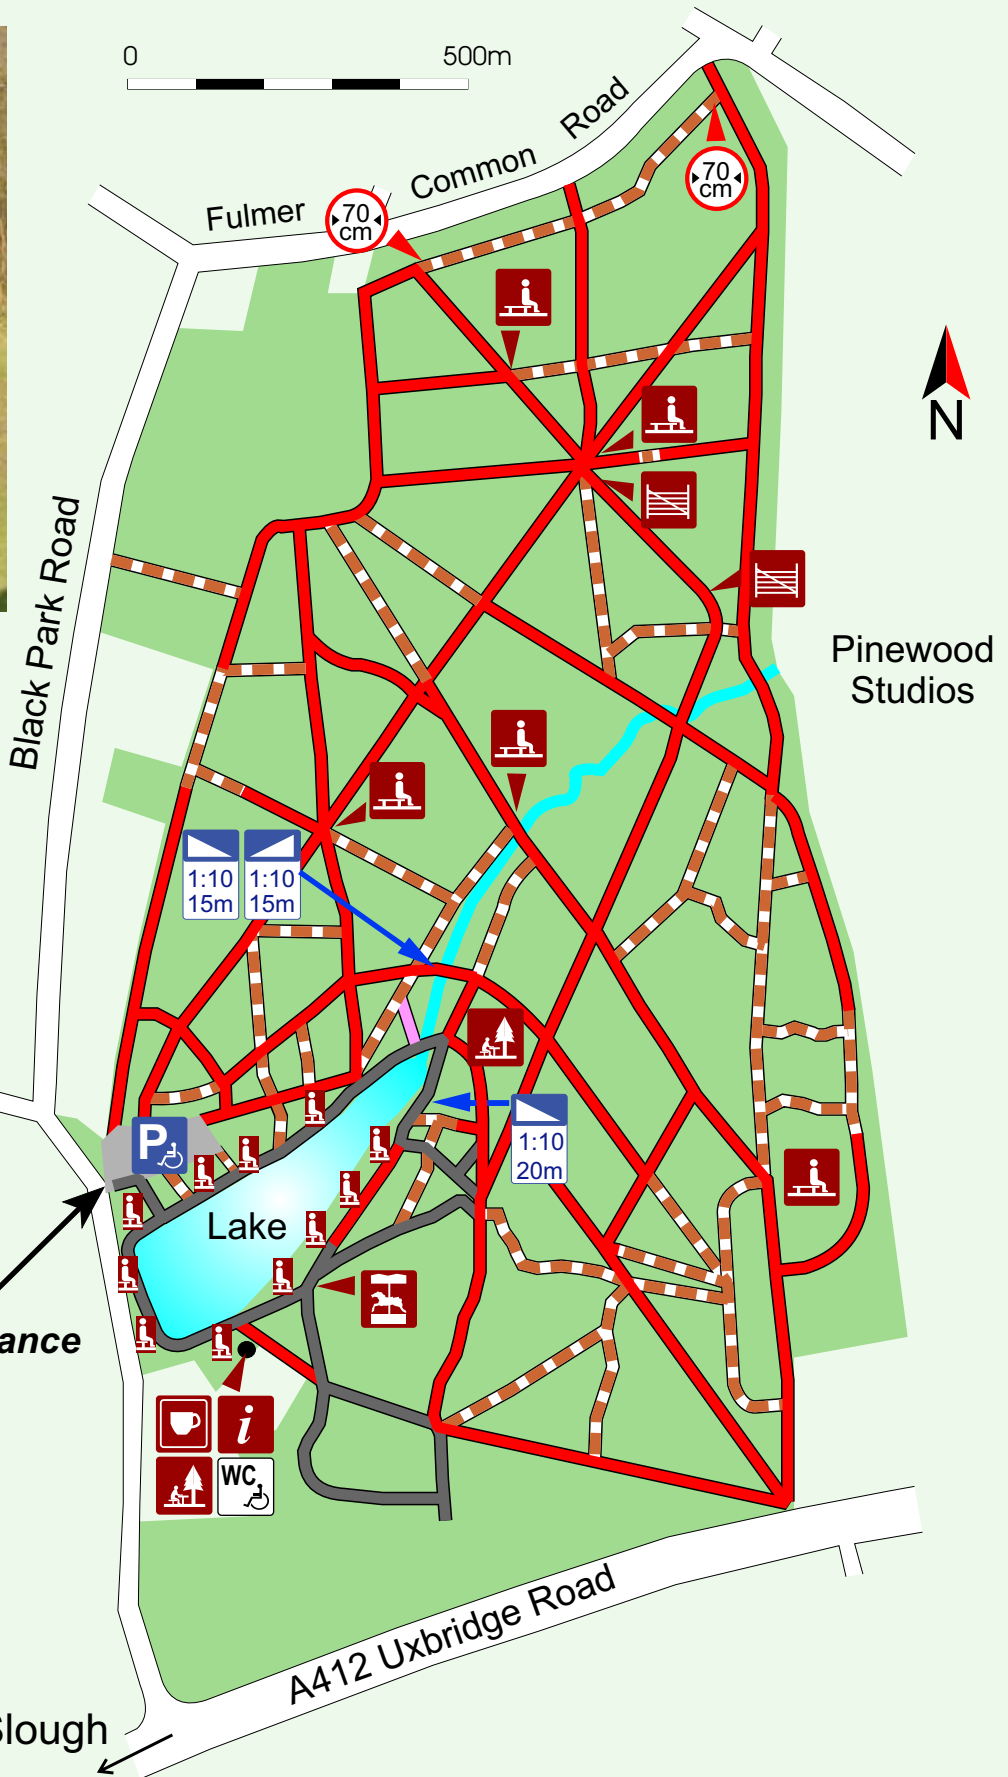 0 500m
Fulmer Common Road
70
cm
70
cm
N
Black Park Road
Pinewood
Studios
1:10
15m
1:10
15m
1:10
20m
P
Lake
ance
i
WC
A412 Uxbridge Road
Slough